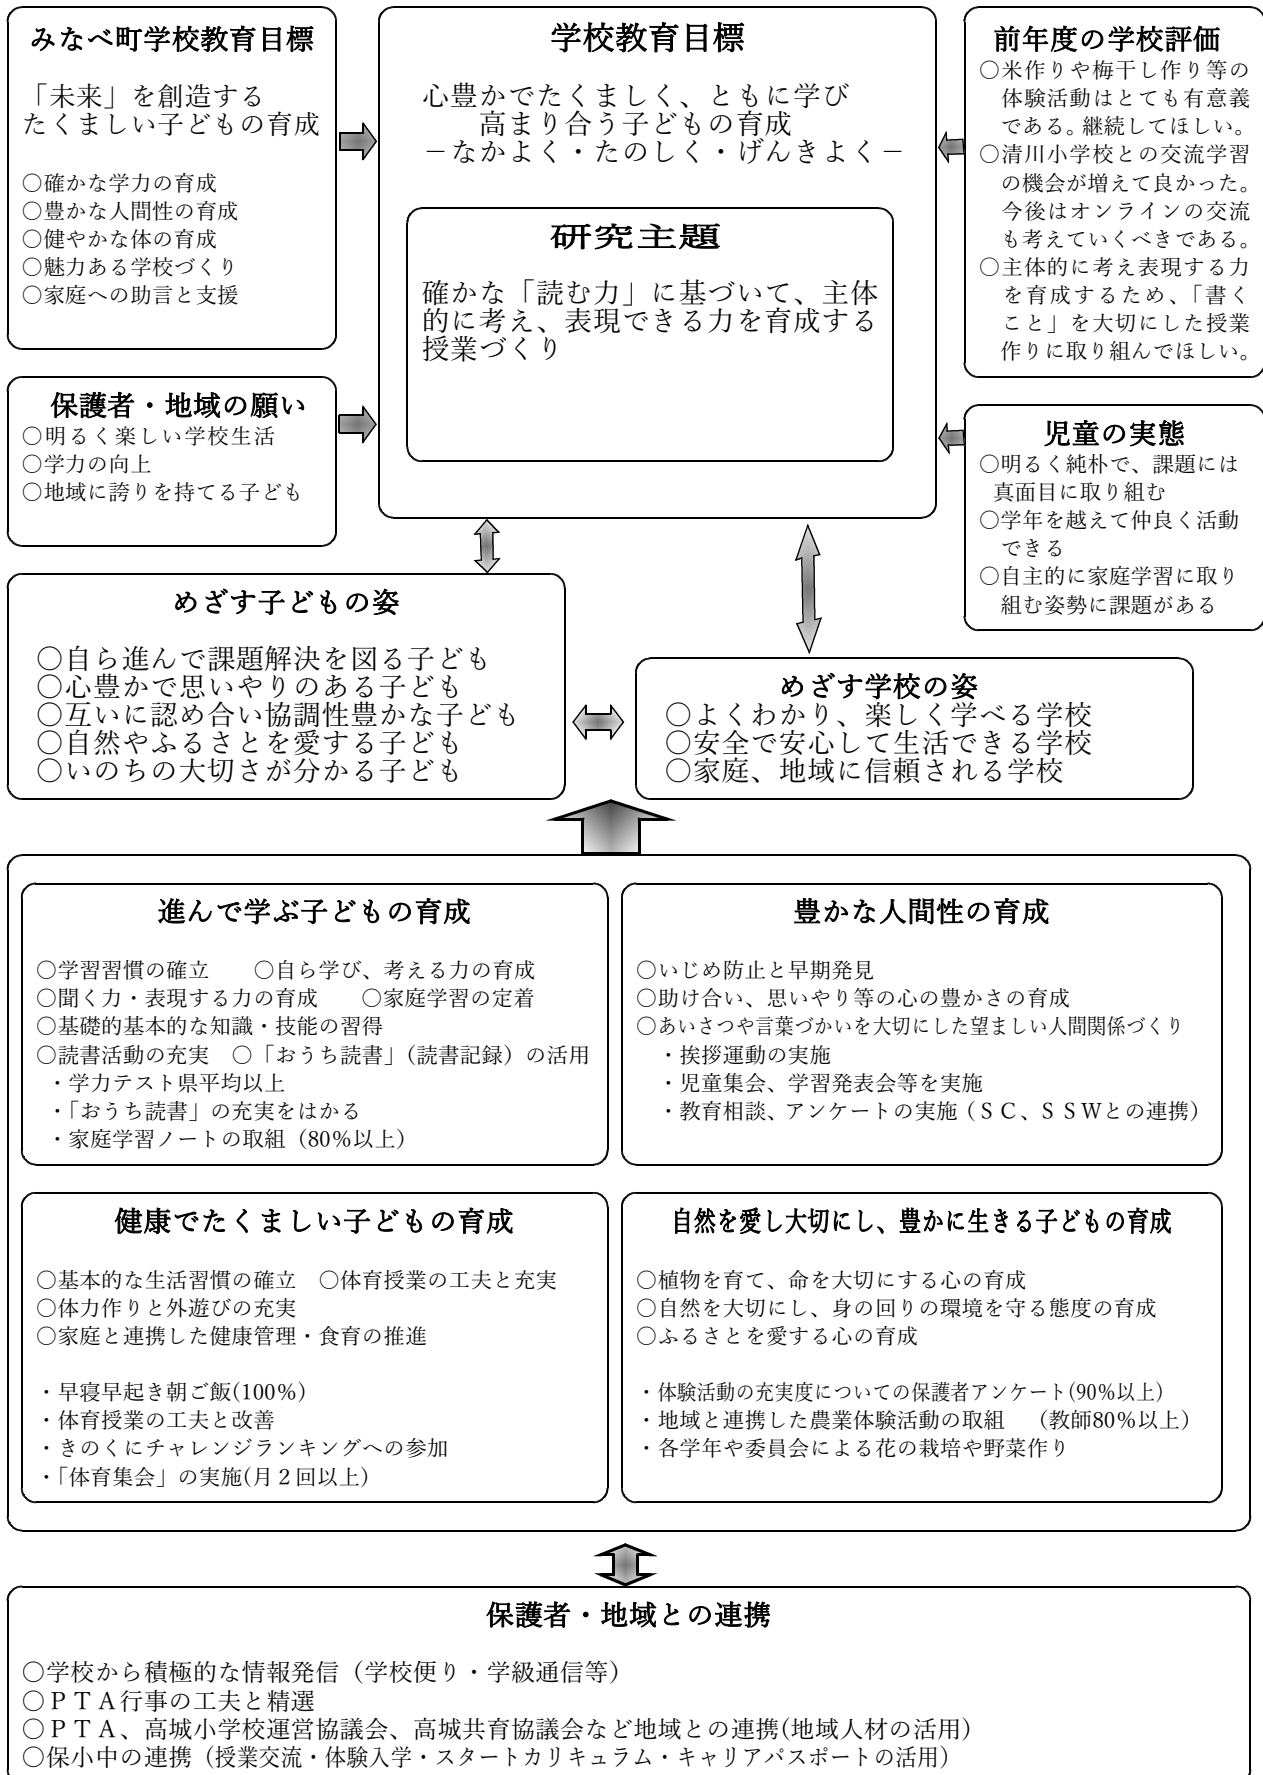 みなべ町学校教育目標
「未来」を創造する
たくましい子どもの育成
○確かな学力の育成
○豊かな人間性の育成
○健やかな体の育成
○魅力ある学校づくり
○家庭への助言と支援
学校教育目標
心豊かでたくましく、ともに学び
高まり合う子どもの育成
－なかよく・たのしく・げんきよく－
研究主題
確かな「読む力」に基づいて、主体
的に考え、表現できる力を育成する
授業づくり
前年度の学校評価
○米作りや梅干し作り等の
体験活動はとても有意義
である。継続してほしい。
○清川小学校との交流学習
の機会が増えて良かった。
今後はオンラインの交流
も考えていくべきである。
○主体的に考え表現する力
を育成するため、「書く
こと」を大切にした授業
作りに取り組んでほしい。
保護者・地域の願い
○明るく楽しい学校生活
○学力の向上
○地域に誇りを持てる子ども
児童の実態
○明るく純朴で、課題には
真面目に取り組む
○学年を越えて仲良く活動
できる
○自主的に家庭学習に取り
組む姿勢に課題がある
めざす子どもの姿
○自ら進んで課題解決を図る子ども
○心豊かで思いやりのある子ども
○互いに認め合い協調性豊かな子ども
○自然やふるさとを愛する子ども
○いのちの大切さが分かる子ども
めざす学校の姿
○よくわかり、楽しく学べる学校
○安全で安心して生活できる学校
○家庭、地域に信頼される学校
進んで学ぶ子どもの育成
○学習習慣の確立　○自ら学び、考える力の育成
○聞く力・表現する力の育成　○家庭学習の定着
○基礎的基本的な知識・技能の習得
○読書活動の充実　○「おうち読書」(読書記録）の活用
・学力テスト県平均以上
・「おうち読書」の充実をはかる
・家庭学習ノートの取組（80％以上）
豊かな人間性の育成
○いじめ防止と早期発見
○助け合い、思いやり等の心の豊かさの育成
○あいさつや言葉づかいを大切にした望ましい人間関係づくり
・挨拶運動の実施
・児童集会、学習発表会等を実施
・教育相談、アンケートの実施（ＳＣ、ＳＳＷとの連携）
健康でたくましい子どもの育成
○基本的な生活習慣の確立　○体育授業の工夫と充実
○体力作りと外遊びの充実
○家庭と連携した健康管理・食育の推進
・早寝早起き朝ご飯(100％)
・体育授業の工夫と改善
・きのくにチャレンジランキングへの参加
・「体育集会」の実施(月２回以上)
自然を愛し大切にし、豊かに生きる子どもの育成
○植物を育て、命を大切にする心の育成
○自然を大切にし、身の回りの環境を守る態度の育成
○ふるさとを愛する心の育成
・体験活動の充実度についての保護者アンケート(90％以上)
・地域と連携した農業体験活動の取組　（教師80％以上）
・各学年や委員会による花の栽培や野菜作り
保護者・地域との連携
○学校から積極的な情報発信（学校便り・学級通信等）
○ＰＴＡ行事の工夫と精選
○ＰＴＡ、高城小学校運営協議会、高城共育協議会など地域との連携(地域人材の活用)
○保小中の連携（授業交流・体験入学・スタートカリキュラム・キャリアパスポートの活用）